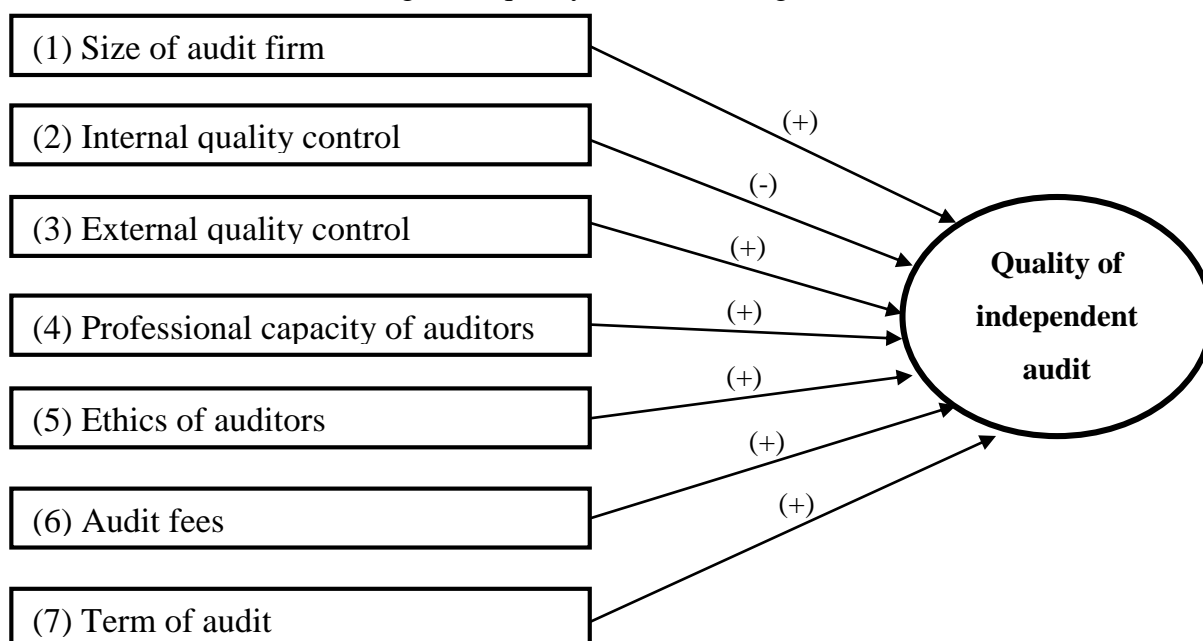 (1) Size of audit firm
(+)
(2) Internal quality control
(-)
(3) External quality control
(+)
Quality of
independent
audit
(4) Professional capacity of auditors
(+)
(5) Ethics of auditors
(+)
(6) Audit fees
(+)
(7) Term of audit
(+)